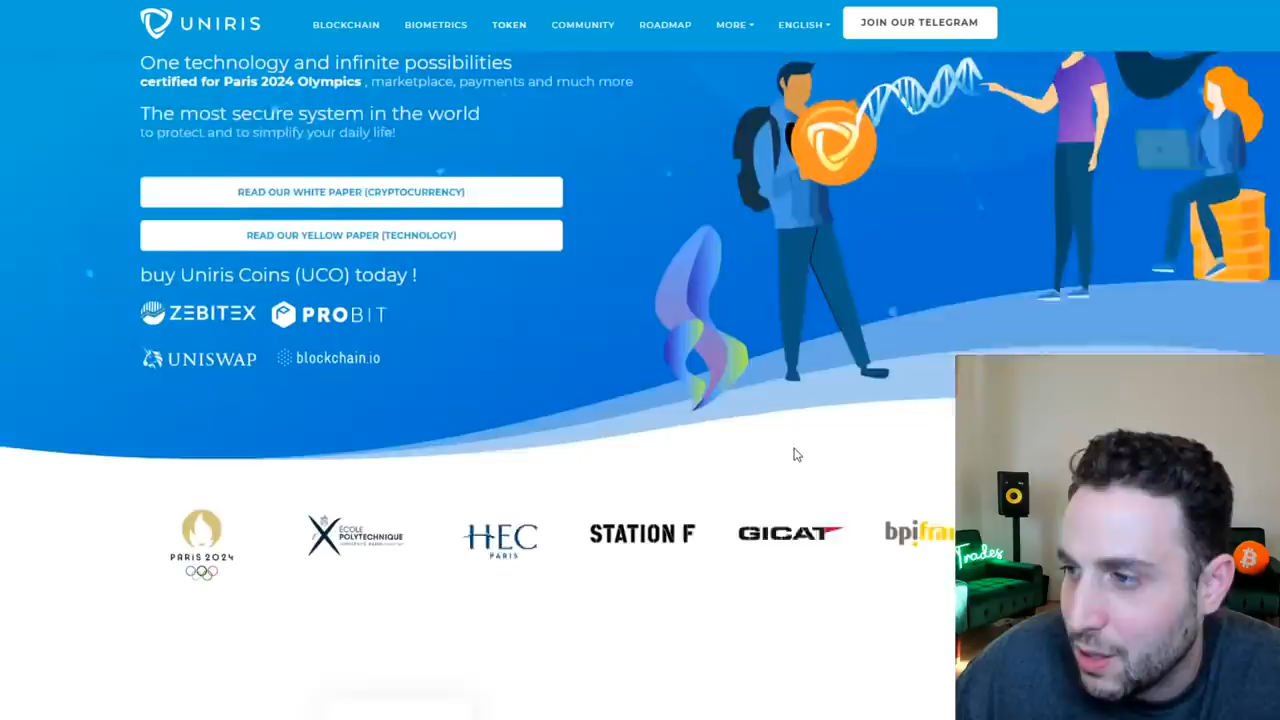 UNIRIS
BLOCKCHAIN
BIOMETRICS
TOKEN
COMMUNITY
ROADMAP
MORE
ENGLISH
JOIN OUR TELEGRAM
One technology and infinite possibilities
certified for Paris 2024 Olympics , marketplace, payments and much more
The most secure system in the world
to protect and to simplify your daily life!
READ OUR WHITE PAPER (CRYPTOCURRENCY)
READ OUR YELLOW PAPER (TECHNOLOGY)
buy Uniris Coins (UCO) today !
ZEBITEX
PROBIT
UNISWAP
blockchain.io
PARIS 2024
ÉCOLE
POLYTECHNIQUE
HEC
PARIS
STATION F
GICAT
Trades